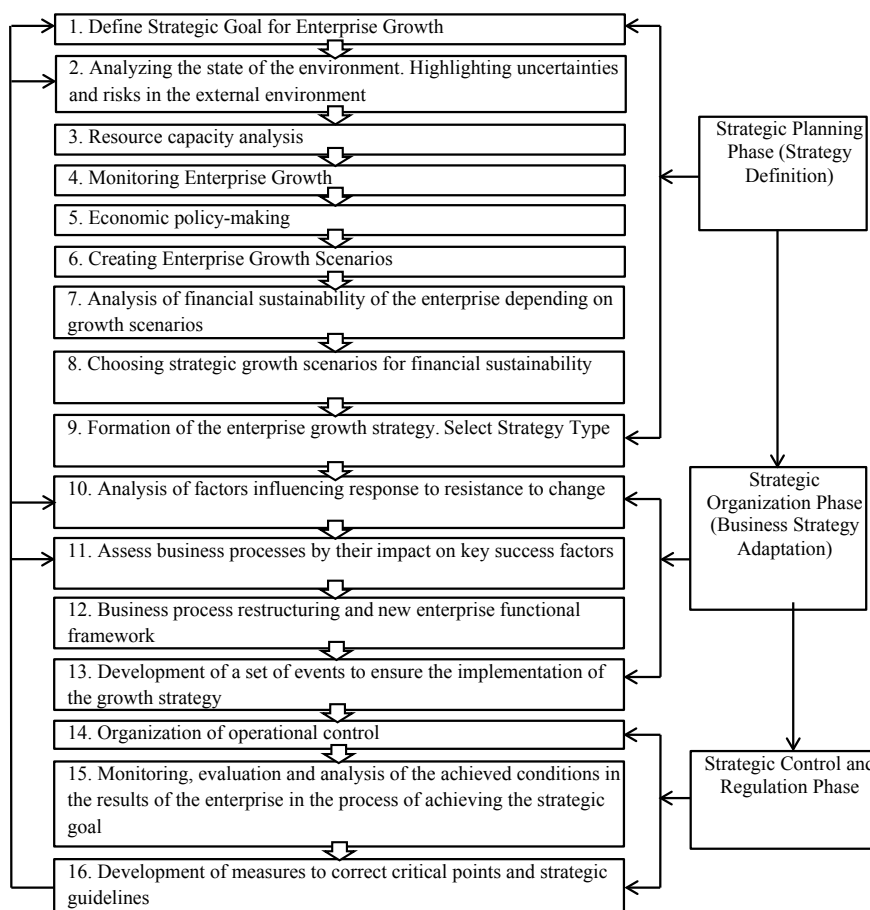 1. Define Strategic Goal for Enterprise Growth
2. Analyzing the state of the environment. Highlighting uncertainties
and risks in the external environment
3. Resource capacity analysis
4. Monitoring Enterprise Growth
5. Economic policy-making
6. Creating Enterprise Growth Scenarios
7. Analysis of financial sustainability of the enterprise depending on
growth scenarios
8. Choosing strategic growth scenarios for financial sustainability
9. Formation of the enterprise growth strategy. Select Strategy Type
10. Analysis of factors influencing response to resistance to change
11. Assess business processes by their impact on key success factors
12. Business process restructuring and new enterprise functional
framework
13. Development of a set of events to ensure the implementation of
the growth strategy
14. Organization of operational control
15. Monitoring, evaluation and analysis of the achieved conditions in
the results of the enterprise in the process of achieving the strategic
goal
16. Development of measures to correct critical points and strategic
guidelines
Strategic Planning
Phase (Strategy
Definition)
Strategic
Organization Phase
(Business Strategy
Adaptation)
Strategic Control and
Regulation Phase